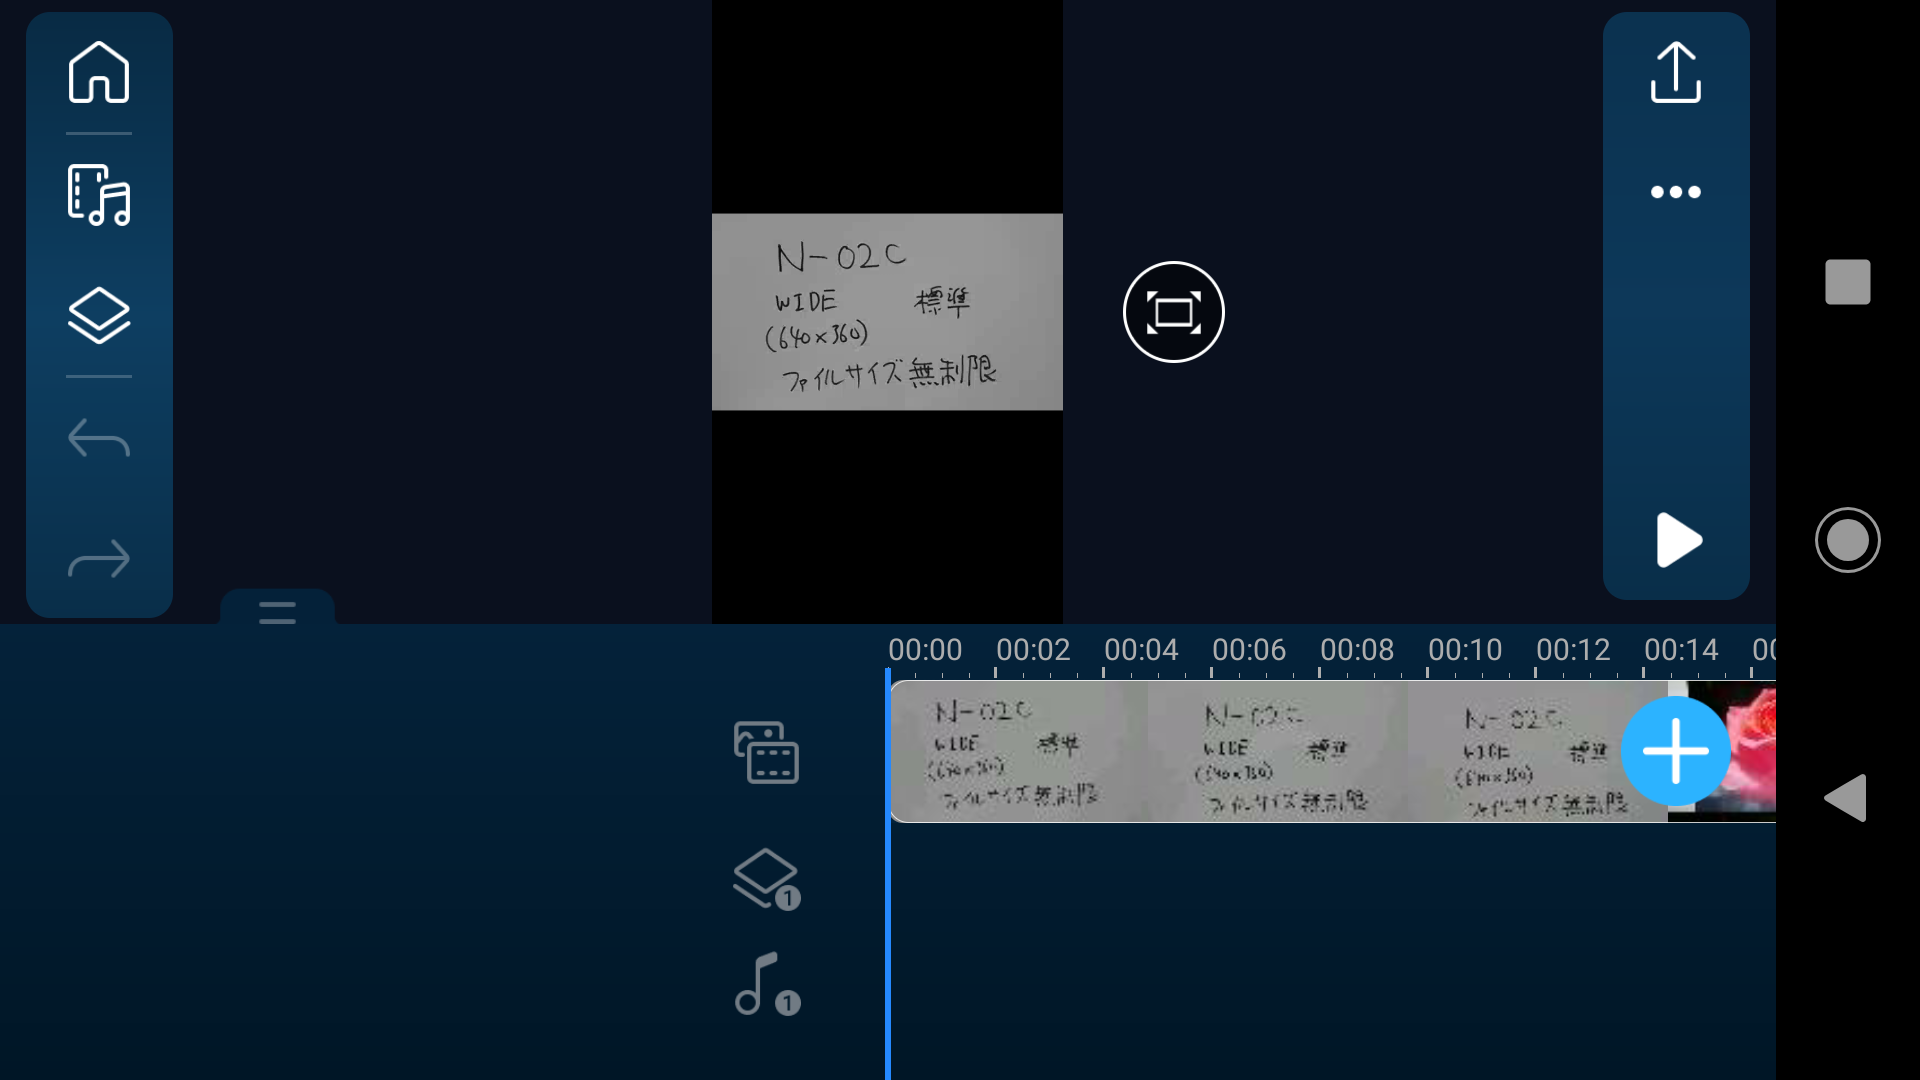 N-02C
WIDE 標準
(640×360)
ファイルサイズ無制限
00:00 00:02 00:04 00:06 00:08 00:10 00:12 00:14
N-02C N-02C N-02C
WIDE 標準 WIDE 標準 WIDE 標準
(640×360) (640×360) (640×360)
ファイルサイズ無制限 ファイルサイズ無制限 ファイルサイズ無制限
1
1